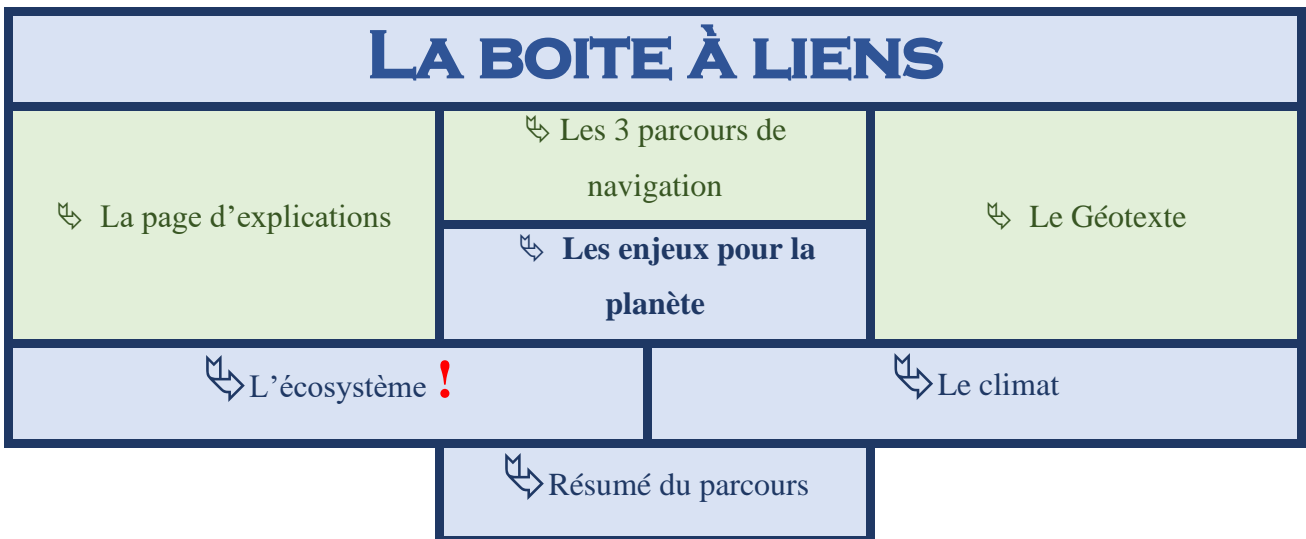 LA BOITE À LIENS
La page d’explications
Les 3 parcours de
navigation
Les enjeux pour la
planète
Le Géotexte
L’écosystème !
Le climat
Résumé du parcours